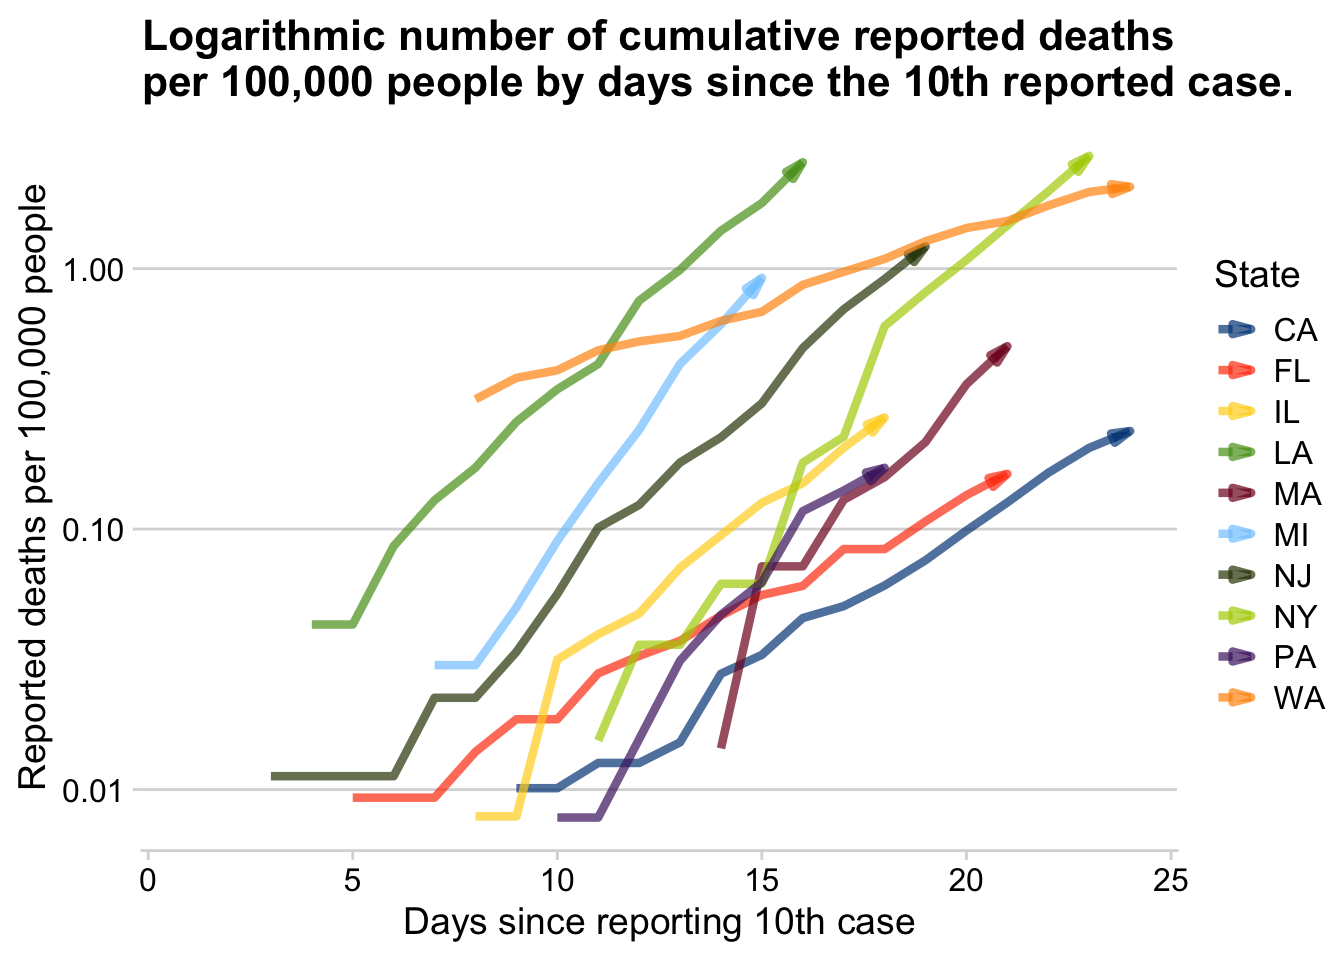 Logarithmic number of cumulative reported deaths
per 100,000 people by days since the 10th reported case.
Reported deaths per 100,000 people
1.00
0.10
0.01
0
5
10
15
20
25
Days since reporting 10th case
State
CA
FL
IL
LA
MA
MI
NJ
NY
PA
WA